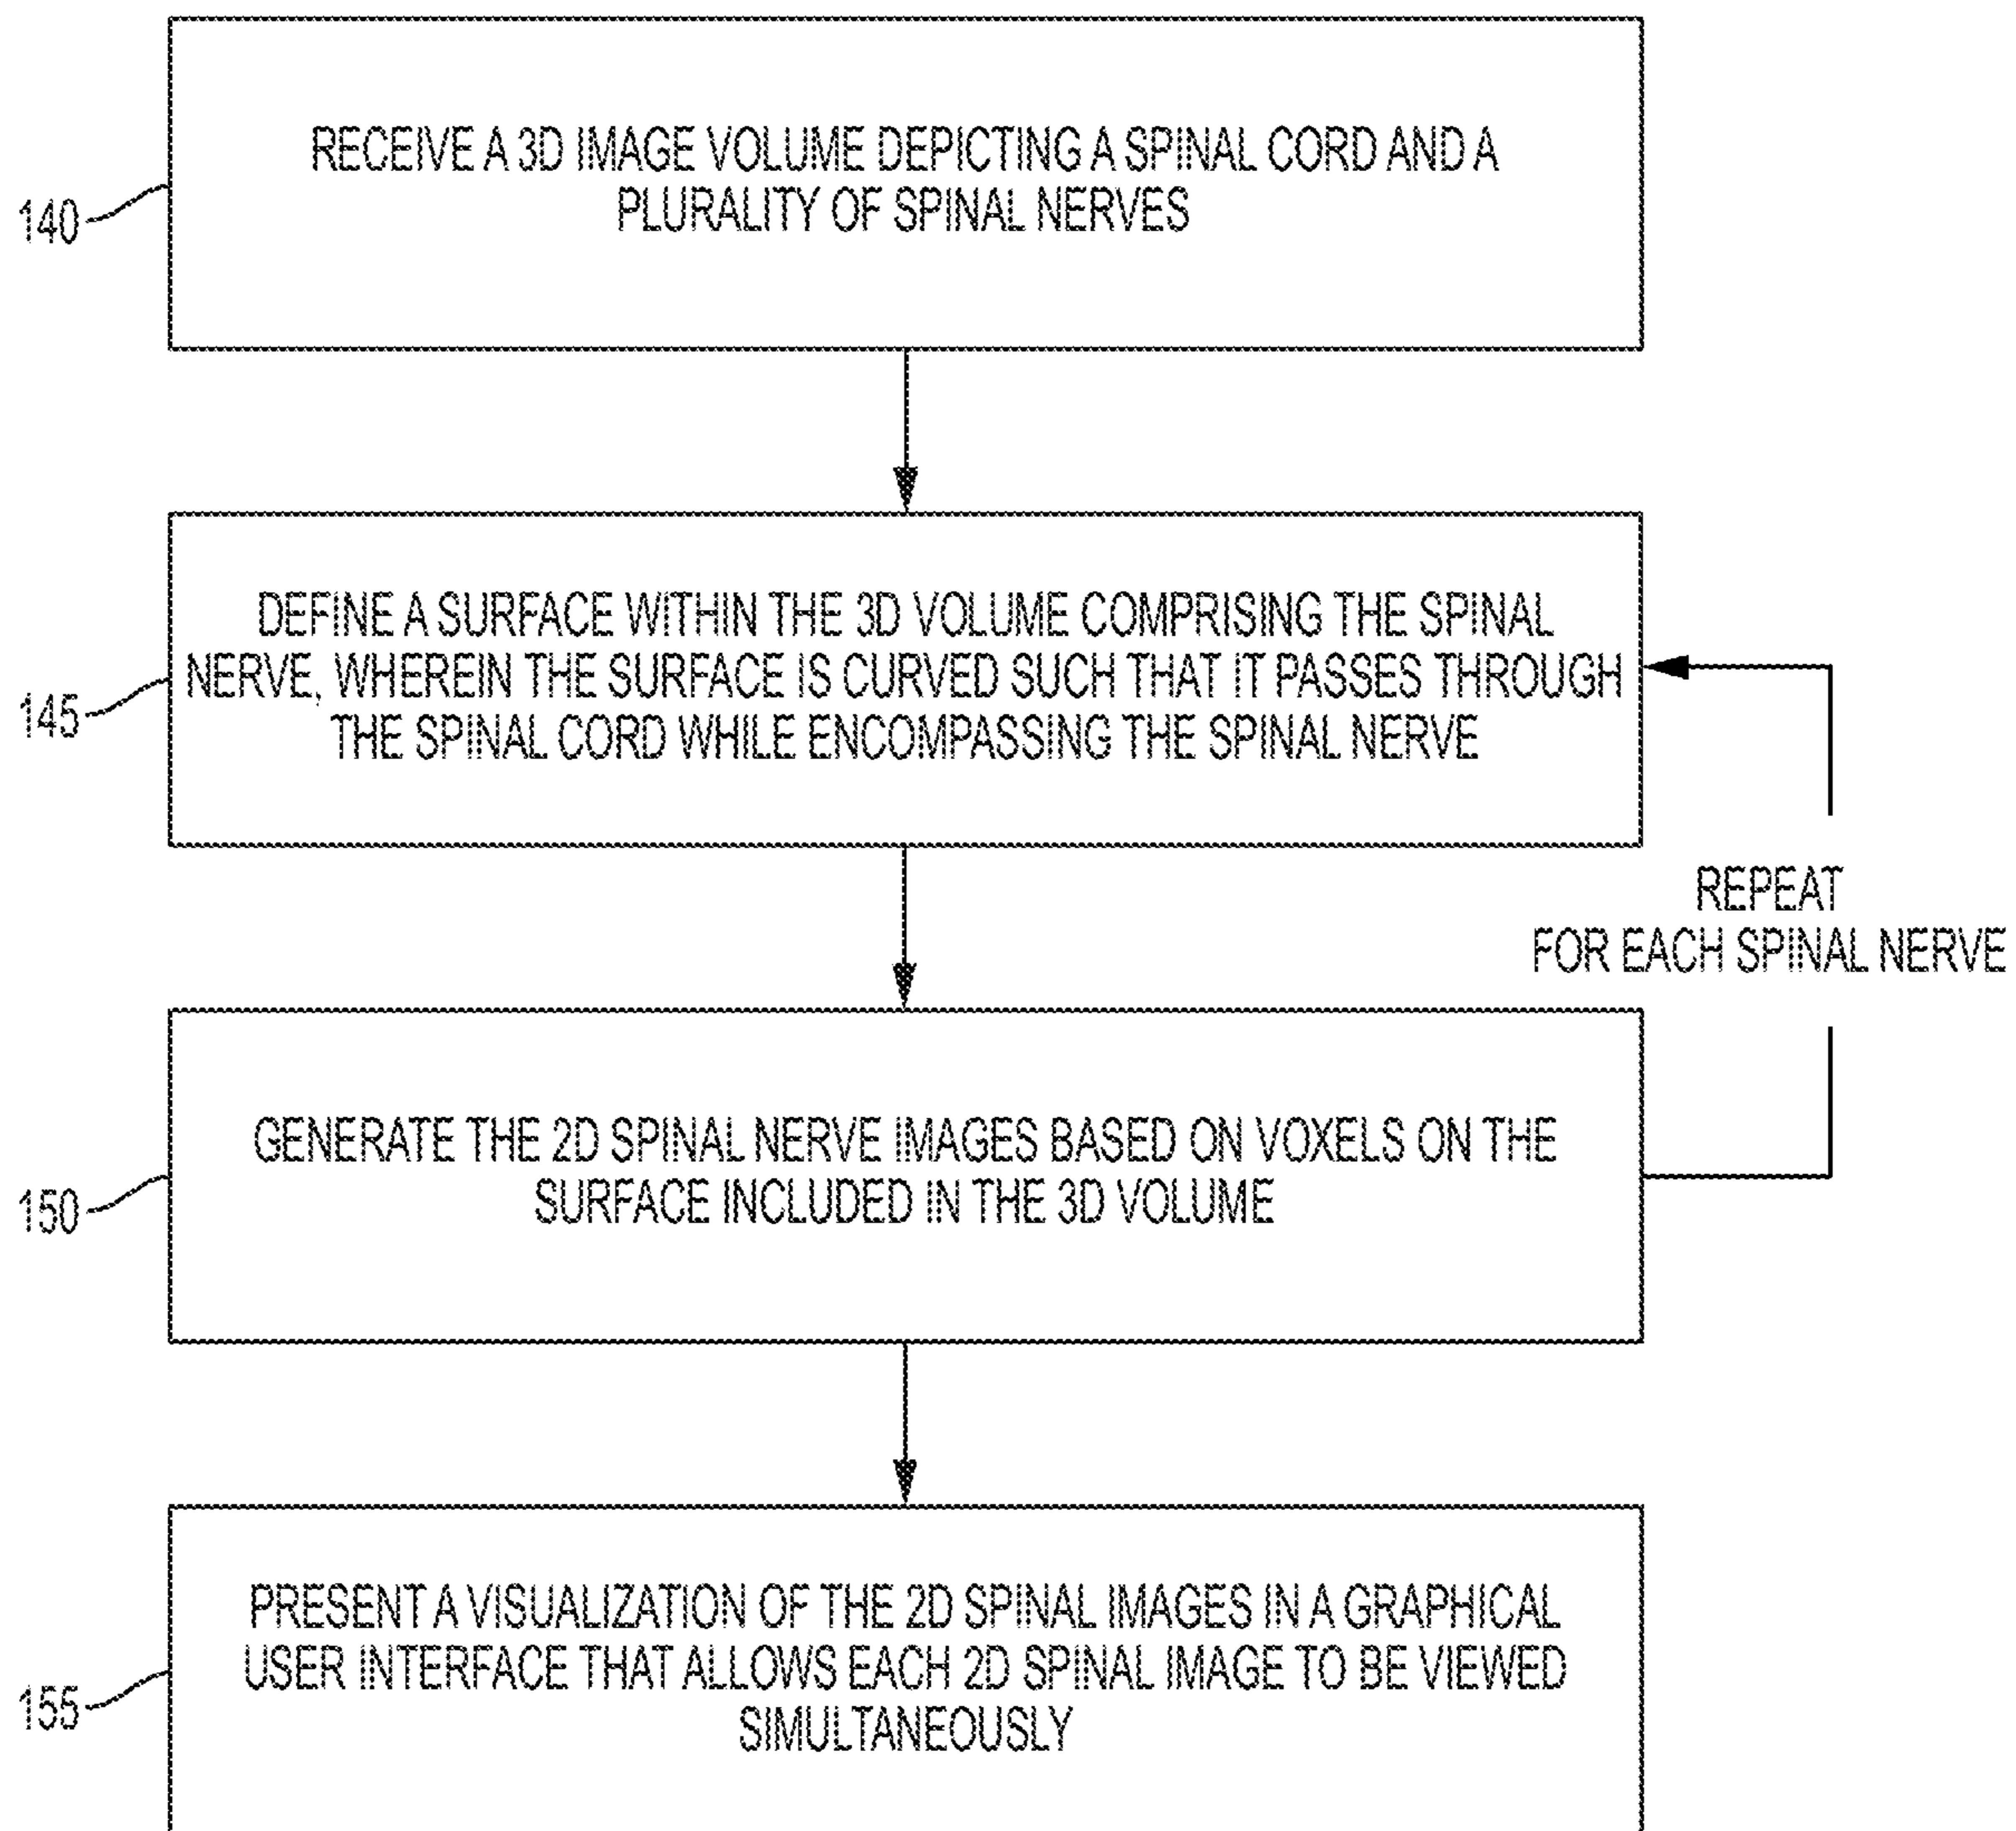 RECEIVE A 3D IMAGE VOLUME DEPICTING A SPINAL CORD AND A
PLURALITY OF SPINAL NERVES
140
DEFINE A SURFACE WITHIN THE 3D VOLUME COMPRISING THE SPINAL
NERVE, WHEREIN THE SURFACE IS CURVED SUCH THAT IT PASSES THROUGH
THE SPINAL CORD WHILE ENCOMPASSING THE SPINAL NERVE
145
REPEAT
FOR EACH SPINAL NERVE
GENERATE THE 2D SPINAL NERVE IMAGES BASED ON VOXELS ON THE
SURFACE INCLUDED IN THE 3D VOLUME
150
PRESENT A VISUALIZATION OF THE 2D SPINAL IMAGES IN A GRAPHICAL
USER INTERFACE THAT ALLOWS EACH 2D SPINAL IMAGE TO BE VIEWED
SIMULTANEOUSLY
155